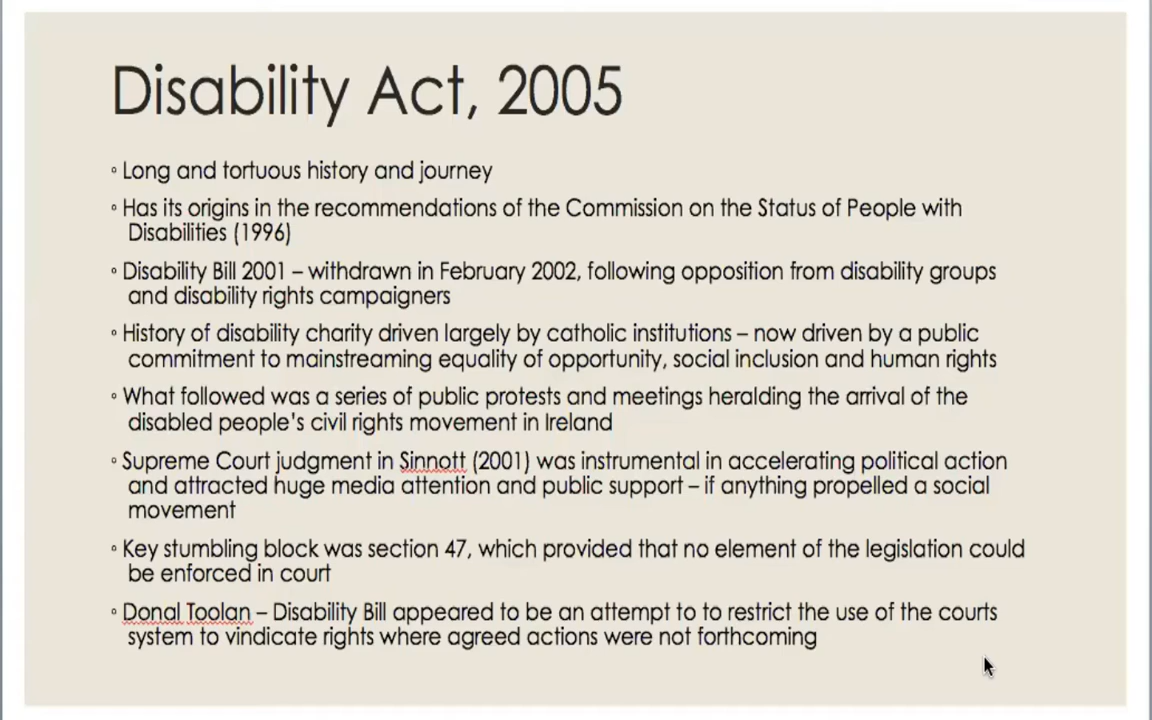 Disability Act, 2005
◦ Long and tortuous history and journey
◦ Has its origins in the recommendations of the Commission on the Status of People with
Disabilities (1996)
◦ Disability Bill 2001 – withdrawn in February 2002, following opposition from disability groups
and disability rights campaigners
◦ History of disability charity driven largely by catholic institutions – now driven by a public
commitment to mainstreaming equality of opportunity, social inclusion and human rights
◦ What followed was a series of public protests and meetings heralding the arrival of the
disabled people’s civil rights movement in Ireland
◦ Supreme Court judgment in Sinnott (2001) was instrumental in accelerating political action
and attracted huge media attention and public support – if anything propelled a social
movement
◦ Key stumbling block was section 47, which provided that no element of the legislation could
be enforced in court
◦ Donal Toolan – Disability Bill appeared to be an attempt to to restrict the use of the courts
system to vindicate rights where agreed actions were not forthcoming